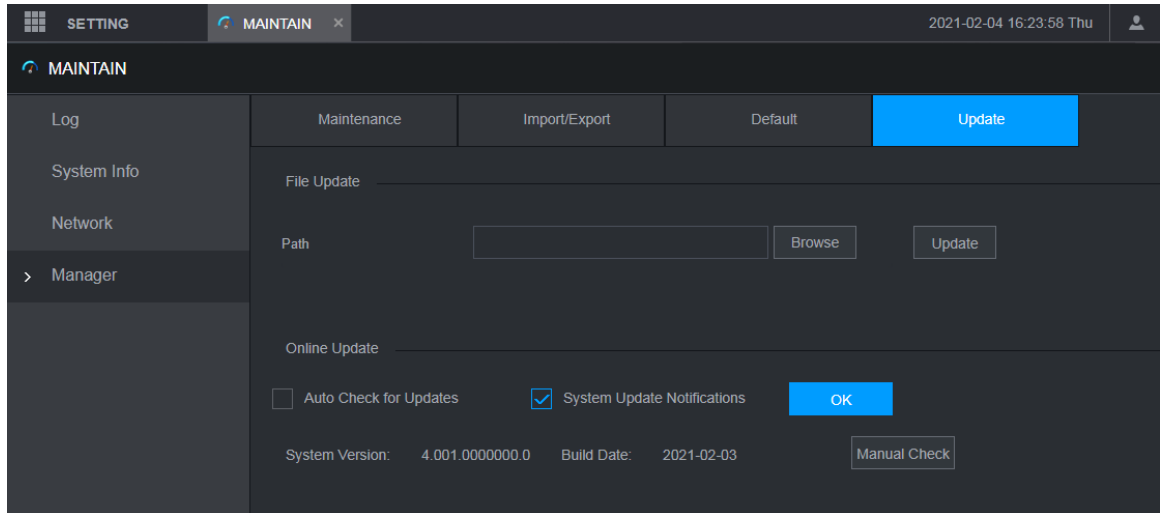 SETTING MAINTAIN × 2021-02-04 16:23:58 Thu
MAINTAIN
Log
System Info
Network
> Manager
Maintenance Import/Export Default Update
File Update
Path Browse Update
Online Update
Auto Check for Updates System Update Notifications OK
System Version: 4.001.0000000.0 Build Date: 2021-02-03 Manual Check